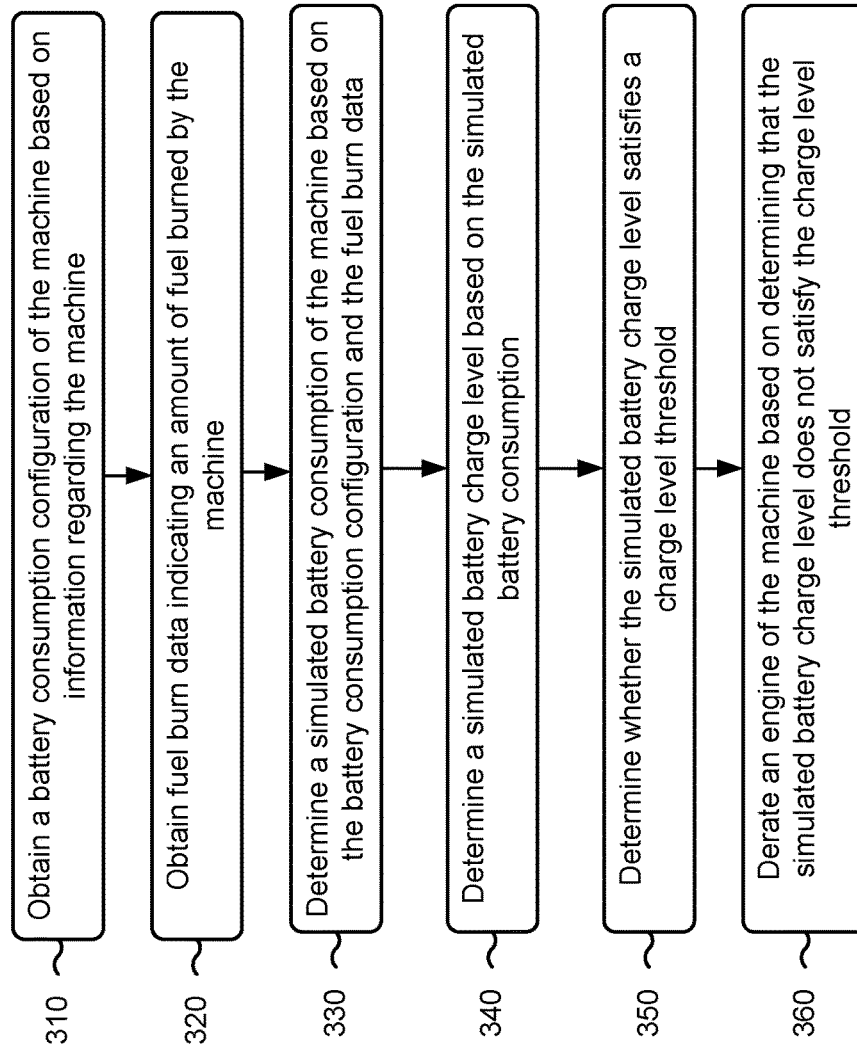 310
Obtain a battery consumption configuration of the machine based on
information regarding the machine
320
Obtain fuel burn data indicating an amount of fuel burned by the
machine
330
Determine a simulated battery consumption of the machine based on
the battery consumption configuration and the fuel burn data
340
Determine a simulated battery charge level based on the simulated
battery consumption
350
Determine whether the simulated battery charge level satisfies a
charge level threshold
360
Derate an engine of the machine based on determining that the
simulated battery charge level does not satisfy the charge level
threshold